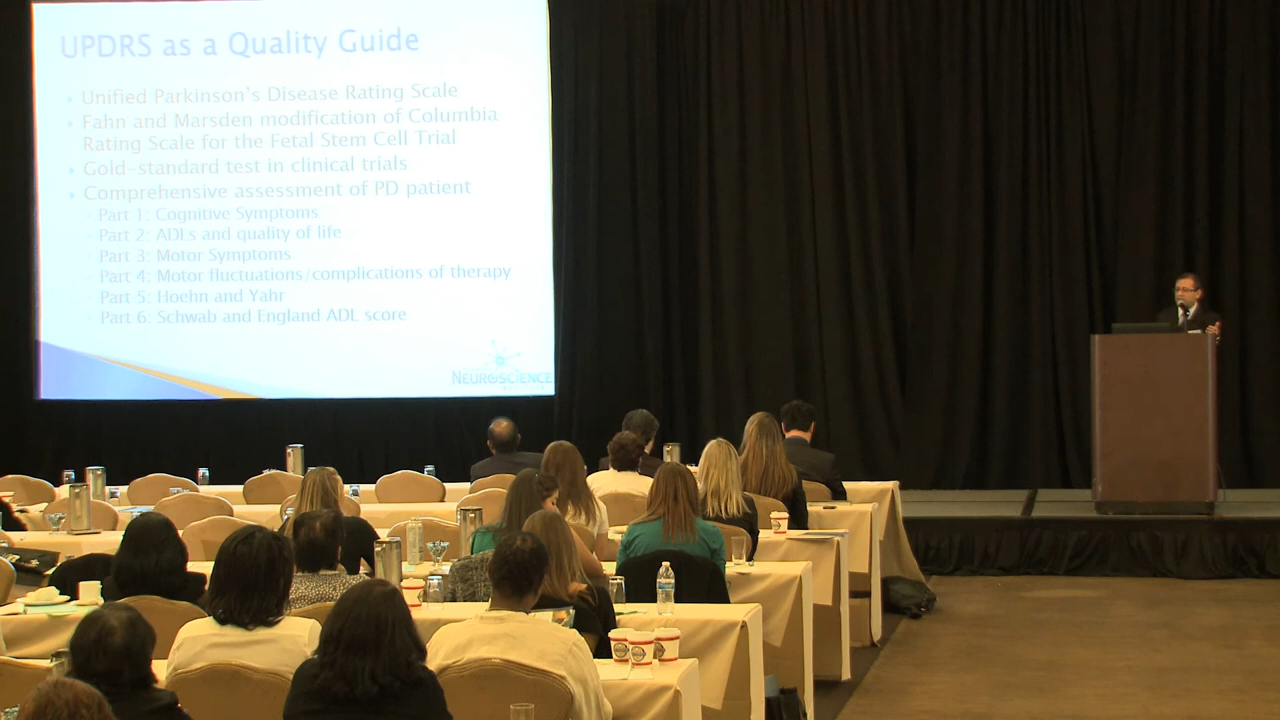 UPDRS as a Quality Guide
Unified Parkinson's Disease Rating Scale
Fahn and Marsden modification of Columbia
Rating Scale for the Fetal Stem Cell Trial
Gold-standard test in clinical trials
Comprehensive assessment of PD patient
Part 1: Cognitive Symptoms
Part 2: ADLs and quality of life
Part 3: Motor Symptoms
Part 4: Motor fluctuations/complications of therapy
Part 5: Hoehn and Yahr
Part 6: Schwab and England ADL score
NEUROSCIENCE